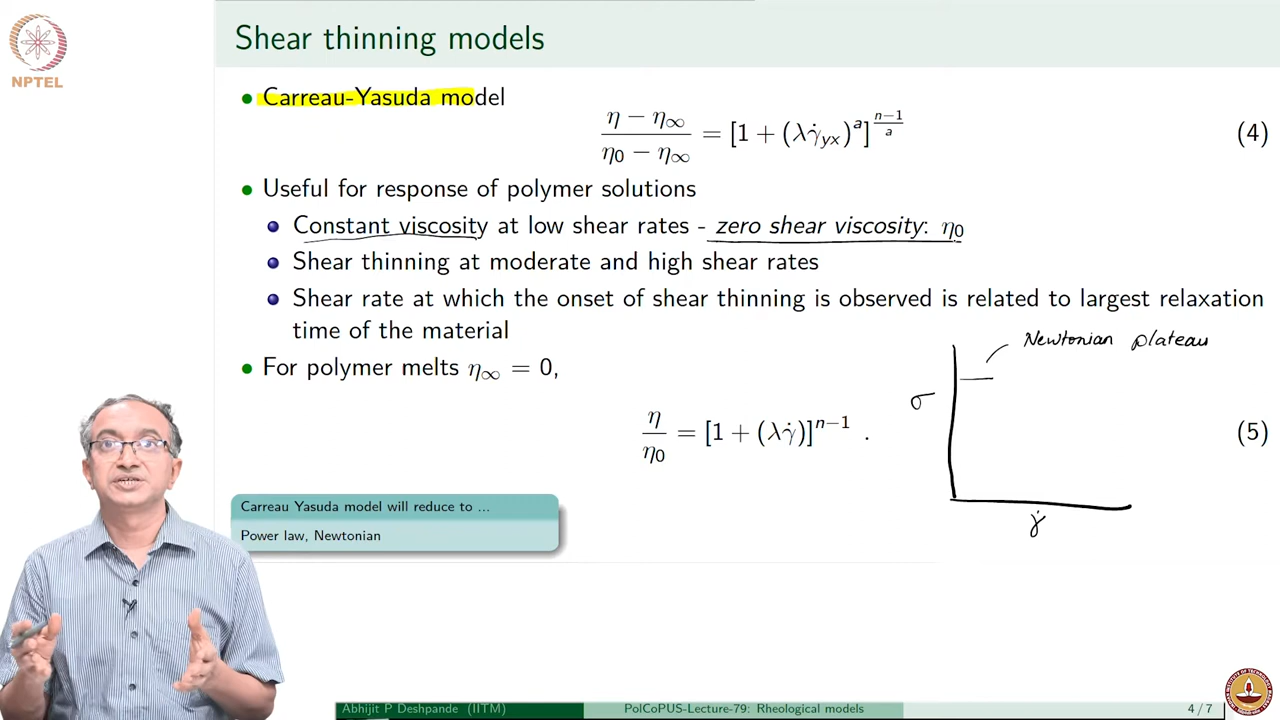 NPTEL
Shear thinning models
Carreau-Yasuda model
η − η∞ / η0 − η∞ = [1 + (λγ̇yx)^a]^((n−1)/a) (4)
Useful for response of polymer solutions
Constant viscosity at low shear rates - zero shear viscosity: η0
Shear thinning at moderate and high shear rates
Shear rate at which the onset of shear thinning is observed is related to largest relaxation
time of the material
Newtonian plateau
For polymer melts η∞ = 0,
σ
η / η0 = [1 + (λγ̇)]^(n−1) . (5)
γ̇
Carreau Yasuda model will reduce to ...
Power law, Newtonian
Abhijit P Deshpande (IITM) PolCoPUS-Lecture-79: Rheological models 4 / 7